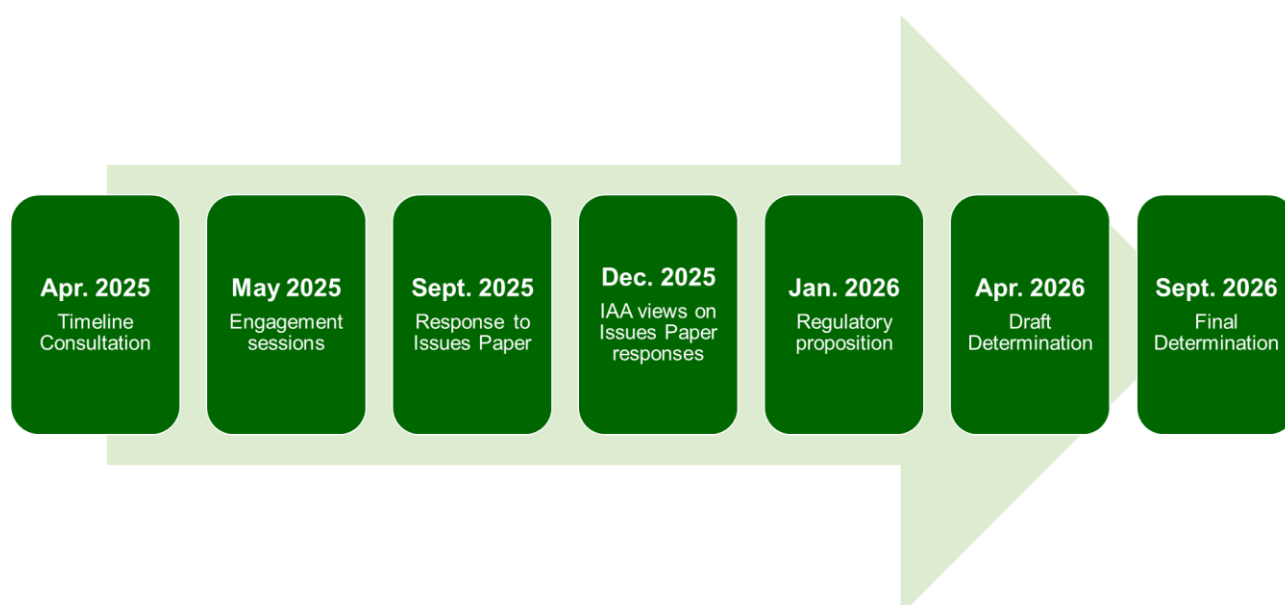 Apr. 2025
Timeline
Consultation
May 2025
Engagement
sessions
Sept. 2025
Response to
Issues Paper
Dec. 2025
IAA views on
Issues Paper
responses
Jan. 2026
Regulatory
proposition
Apr. 2026
Draft
Determination
Sept. 2026
Final
Determination